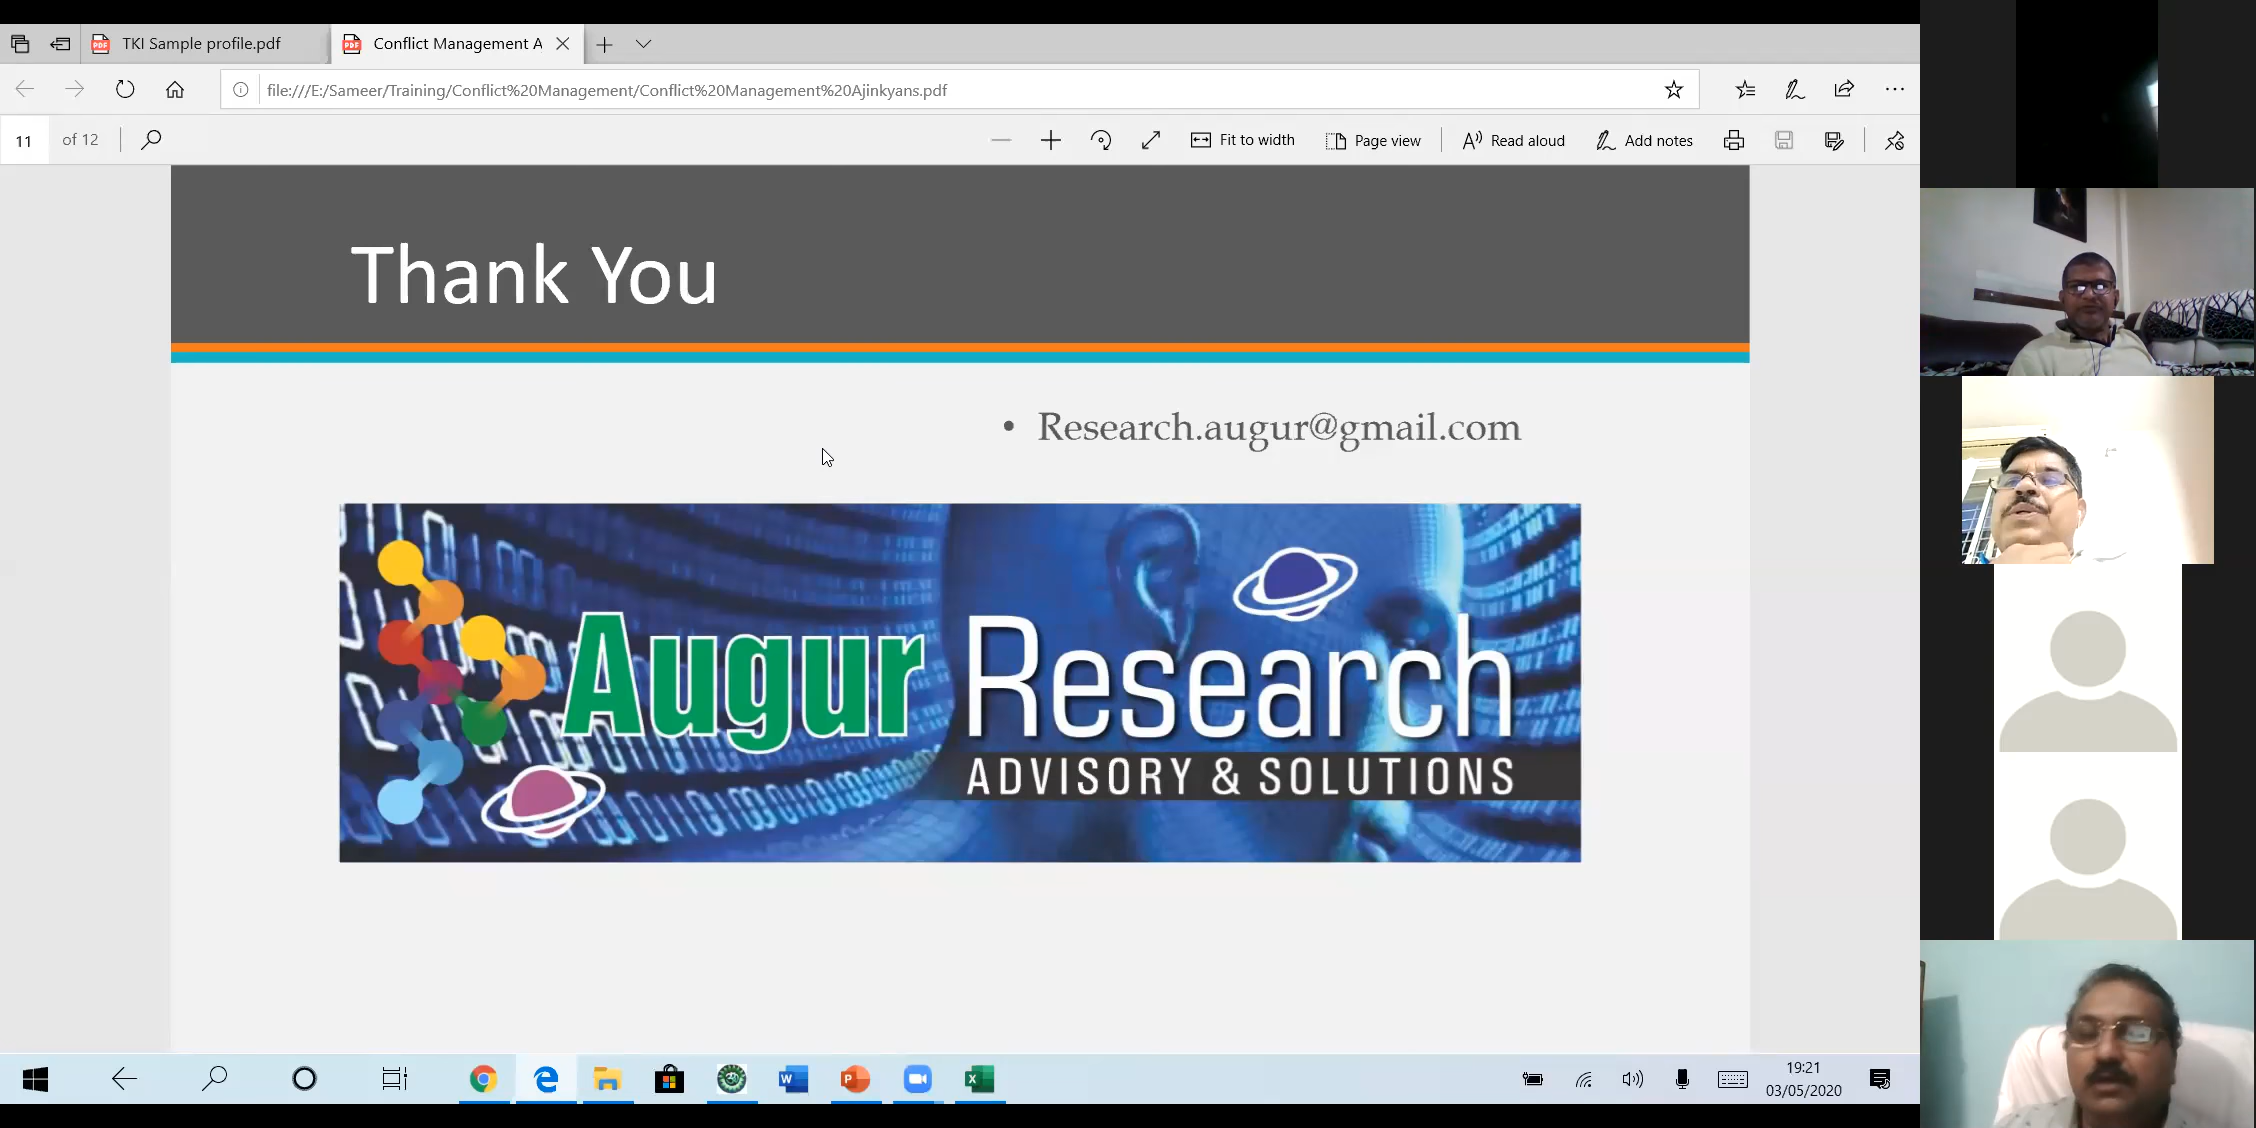 TKI Sample profile.pdf
Conflict Management A
file:///E:/Sameer/Training/Conflict%20Management/Conflict%20Management%20Ajinkyans.pdf
11 of 12
Fit to width
Page view
Read aloud
Add notes
Thank You
• Research.augur@gmail.com
Augur Research
ADVISORY & SOLUTIONS
19:21
03/05/2020